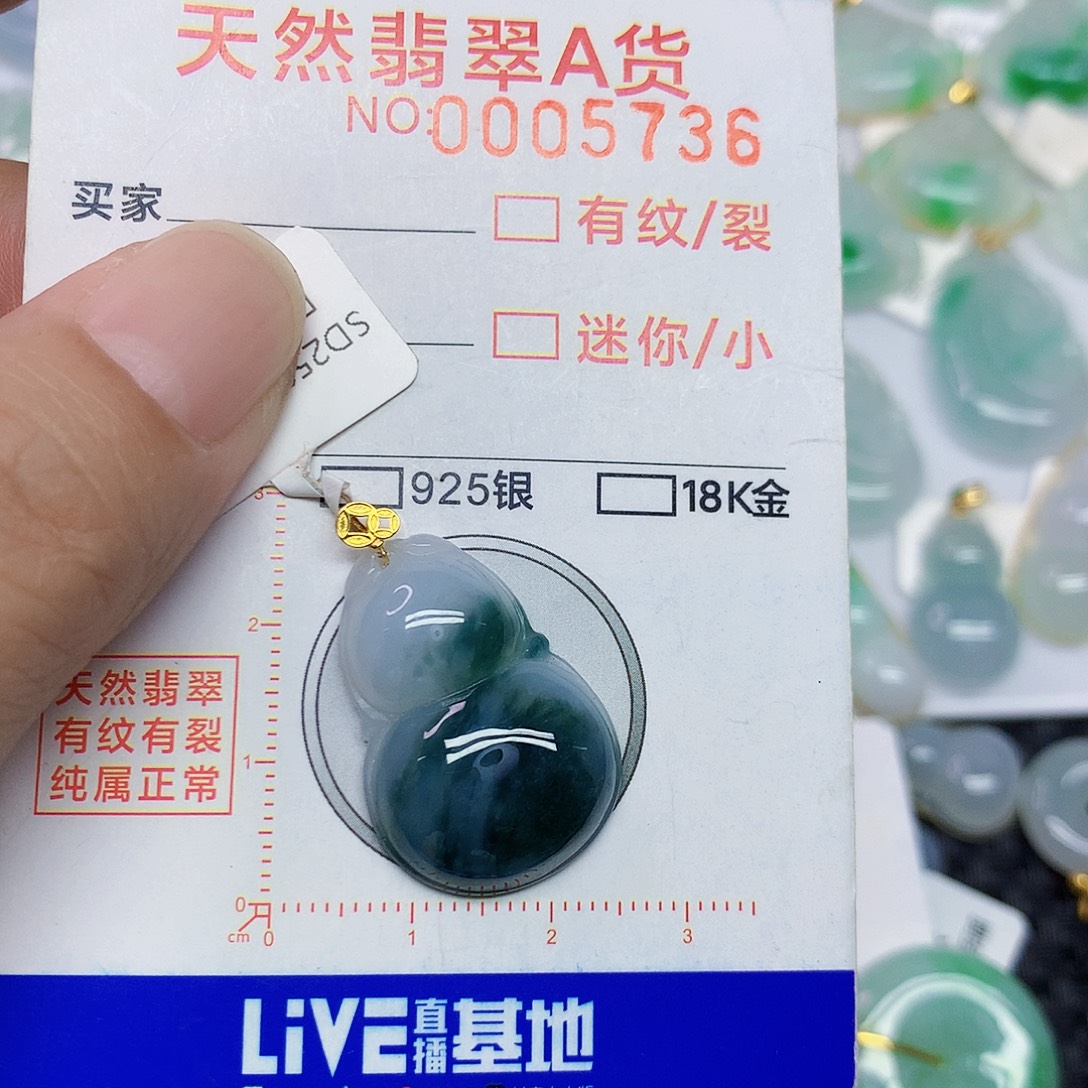 天然翡翠A货
NO:0005736
买家
有纹/裂
SD25
迷你/小
925银
18K金
3
2
1
0
天然翡翠
有纹有裂
纯属正常
cm 0 1 2 3
LiVE直播基地